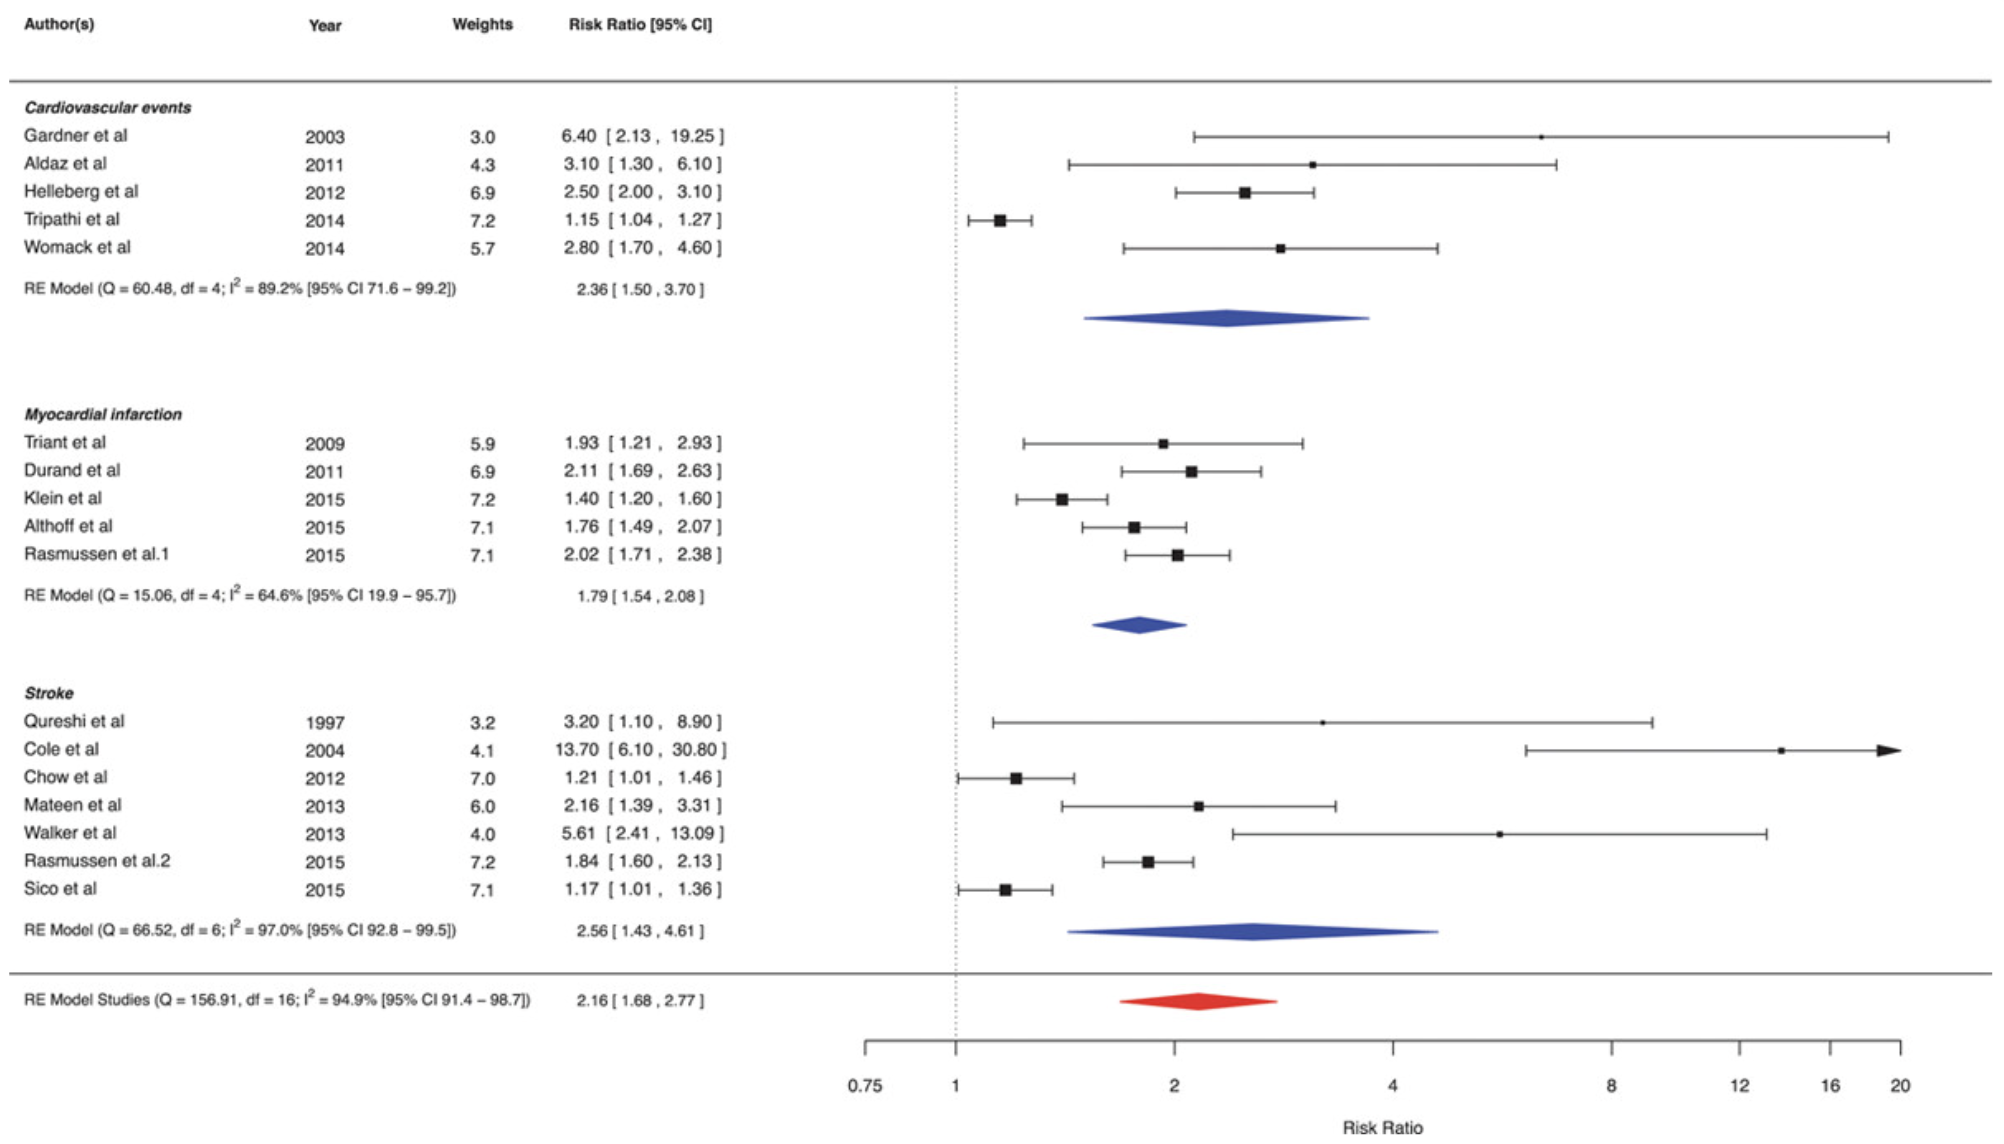 Author(s) Year Weights Risk Ratio [95% CI]
Cardiovascular events
Gardner et al 2003 3.0 6.40 [ 2.13 , 19.25 ]
Aldaz et al 2011 4.3 3.10 [ 1.30 , 6.10 ]
Helleberg et al 2012 6.9 2.50 [ 2.00 , 3.10 ]
Tripathi et al 2014 7.2 1.15 [ 1.04 , 1.27 ]
Womack et al 2014 5.7 2.80 [ 1.70 , 4.60 ]
RE Model (Q = 60.48, df = 4; I² = 89.2% [95% CI 71.6 – 99.2]) 2.36 [ 1.50 , 3.70 ]
Myocardial infarction
Triant et al 2009 5.9 1.93 [ 1.21 , 2.93 ]
Durand et al 2011 6.9 2.11 [ 1.69 , 2.63 ]
Klein et al 2015 7.2 1.40 [ 1.20 , 1.60 ]
Althoff et al 2015 7.1 1.76 [ 1.49 , 2.07 ]
Rasmussen et al.1 2015 7.1 2.02 [ 1.71 , 2.38 ]
RE Model (Q = 15.06, df = 4; I² = 64.6% [95% CI 19.9 – 95.7]) 1.79 [ 1.54 , 2.08 ]
Stroke
Qureshi et al 1997 3.2 3.20 [ 1.10 , 8.90 ]
Cole et al 2004 4.1 13.70 [ 6.10 , 30.80 ]
Chow et al 2012 7.0 1.21 [ 1.01 , 1.46 ]
Mateen et al 2013 6.0 2.16 [ 1.39 , 3.31 ]
Walker et al 2013 4.0 5.61 [ 2.41 , 13.09 ]
Rasmussen et al.2 2015 7.2 1.84 [ 1.60 , 2.13 ]
Sico et al 2015 7.1 1.17 [ 1.01 , 1.36 ]
RE Model (Q = 66.52, df = 6; I² = 97.0% [95% CI 92.8 – 99.5]) 2.56 [ 1.43 , 4.61 ]
RE Model Studies (Q = 156.91, df = 16; I² = 94.9% [95% CI 91.4 – 98.7]) 2.16 [ 1.68 , 2.77 ]
0.75 1 2 4 8 12 16 20
Risk Ratio